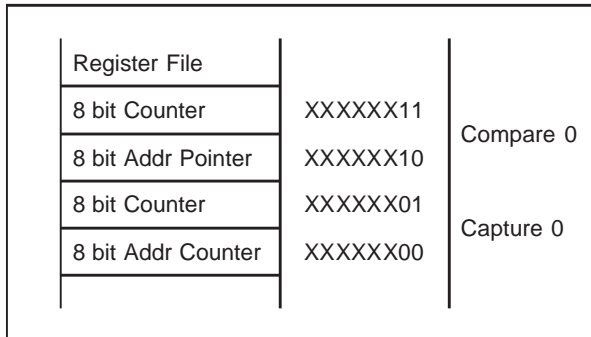 Register File
8 bit Counter XXXXXX11
Compare 0
8 bit Addr Pointer XXXXXX10
8 bit Counter XXXXXX01
Capture 0
8 bit Addr Counter XXXXXX00